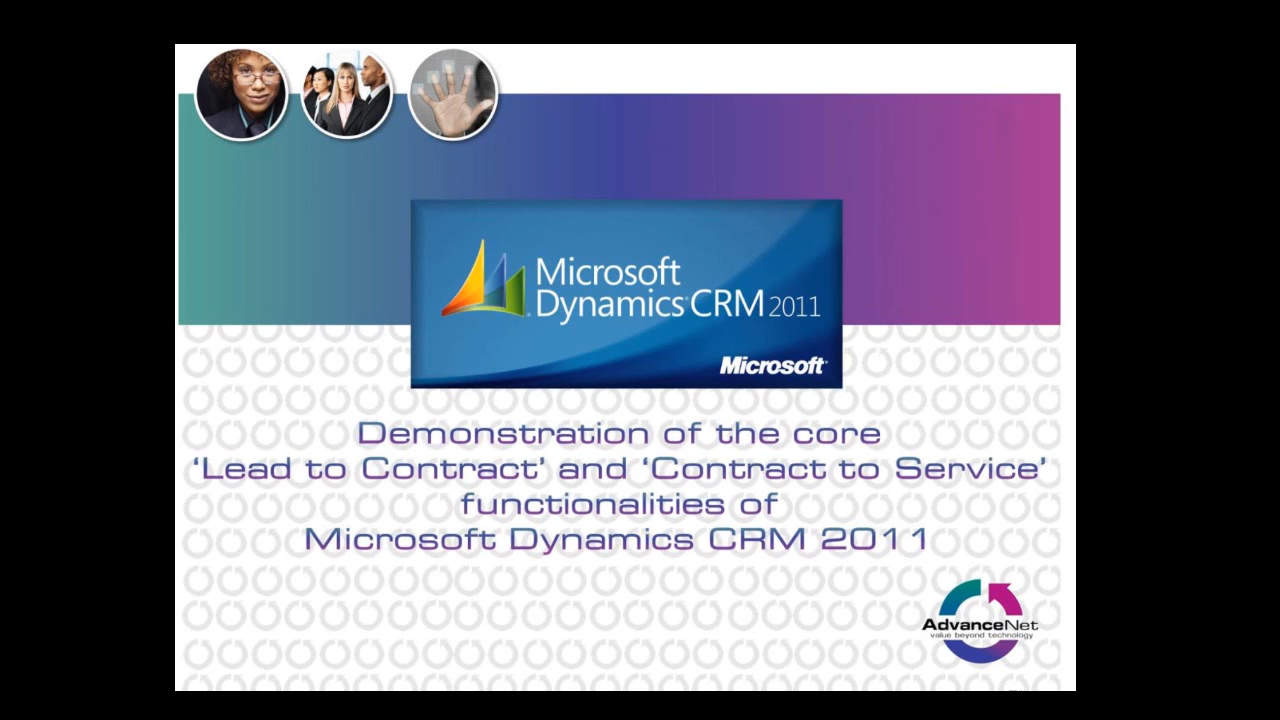 Microsoft
Dynamics CRM 2011
Microsoft
Demonstration of the core
‘Lead to Contract’ and ‘Contract to Service’
functionalities of
Microsoft Dynamics CRM 2011
AdvanceNet
value beyond technology